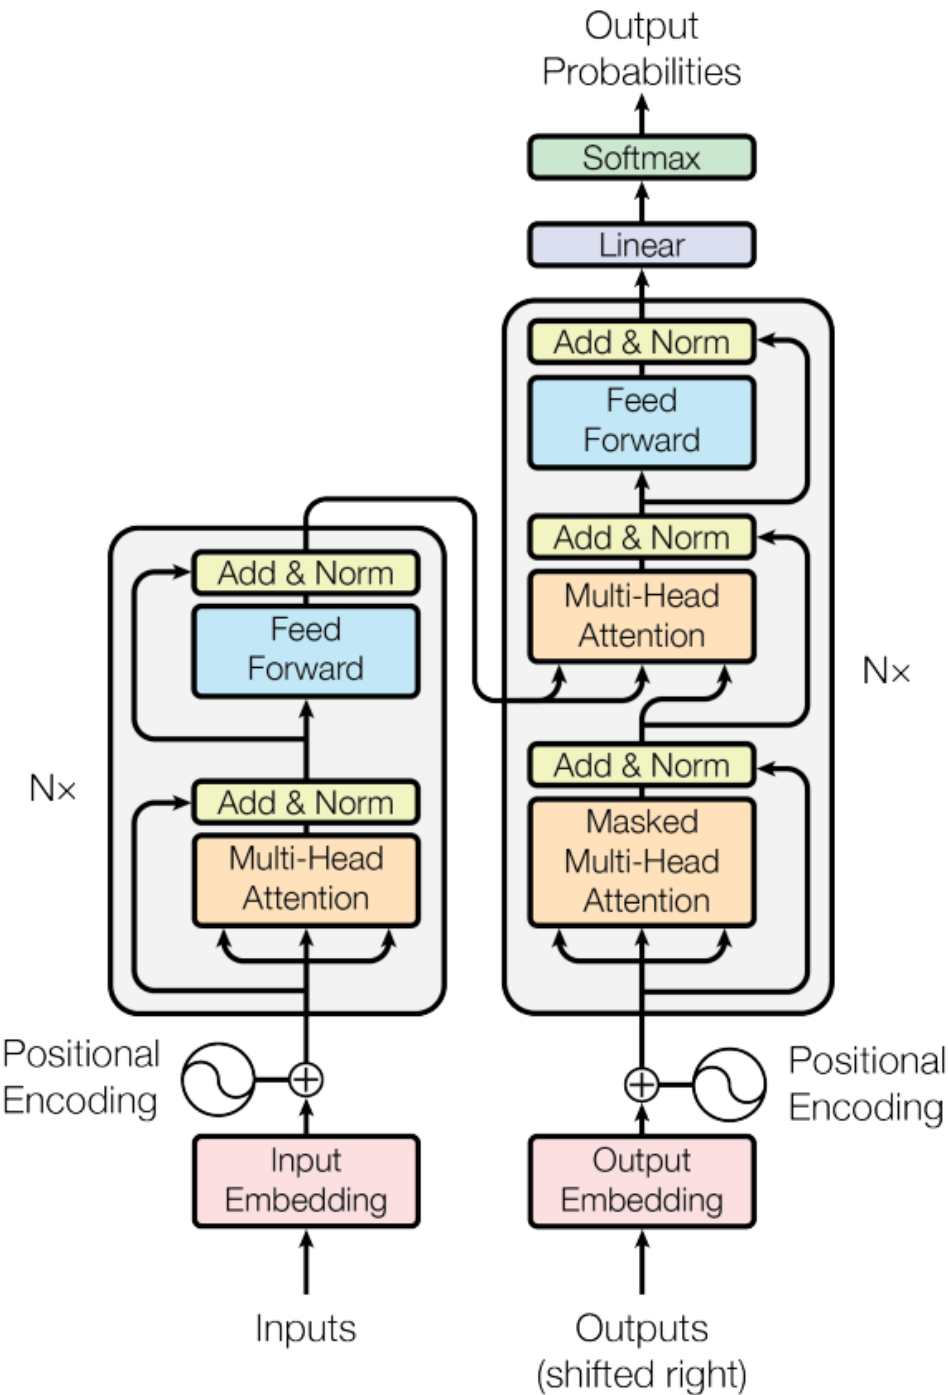 Output
Probabilities
Softmax
Linear
Add & Norm
Feed
Forward
Add & Norm
Multi-Head
Attention
Add & Norm
Masked
Multi-Head
Attention
N×
Add & Norm
Feed
Forward
Add & Norm
Multi-Head
Attention
N×
Positional
Encoding
Positional
Encoding
Input
Embedding
Output
Embedding
Inputs
Outputs
(shifted right)